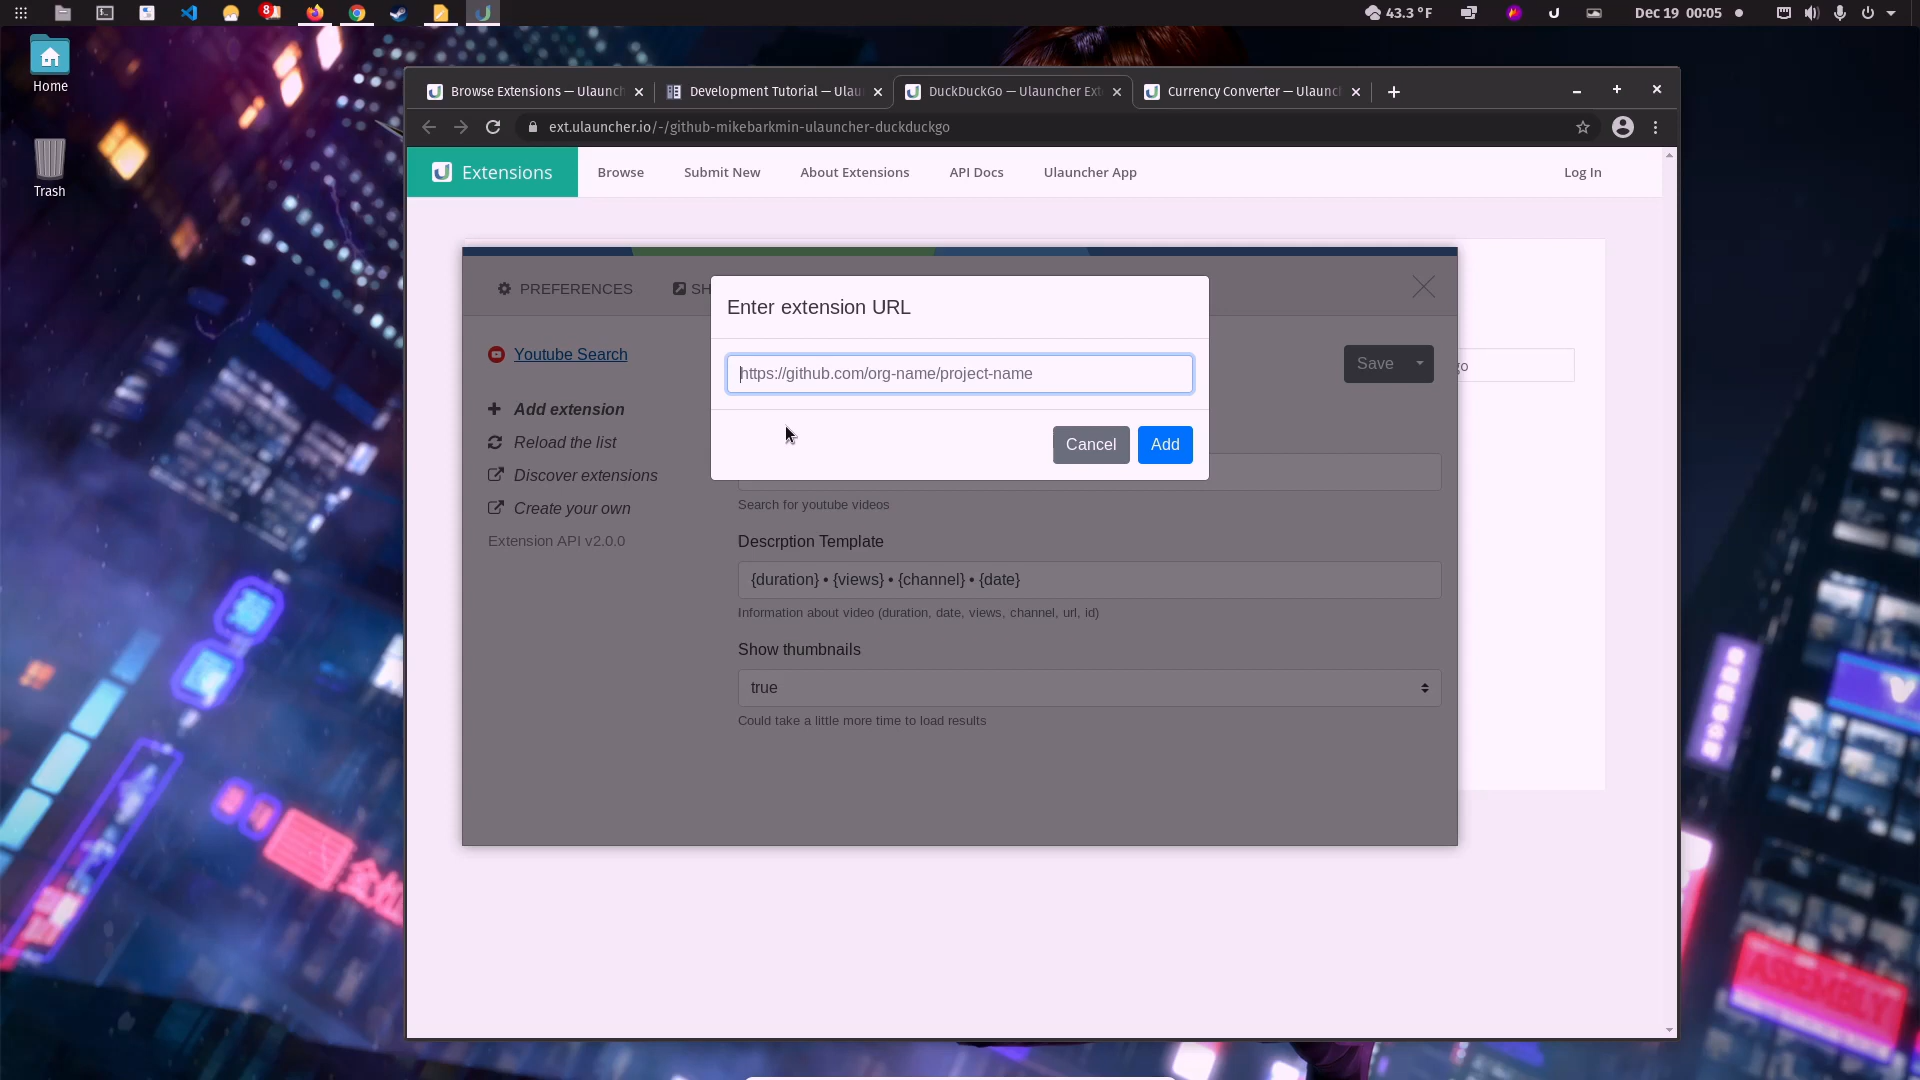 8
43.3 °F
Dec 19 00:05
Home
Trash
Browse Extensions — Ulaunch
Development Tutorial — Ulau
DuckDuckGo — Ulauncher Ext
Currency Converter — Ulaunc
ext.ulauncher.io/-/github-mikebarkmin-ulauncher-duckduckgo
Extensions
Browse
Submit New
About Extensions
API Docs
Ulauncher App
Log In
PREFERENCES
SH
Enter extension URL
https://github.com/org-name/project-name
Cancel
Add
Youtube Search
Save
go
Add extension
Reload the list
Discover extensions
Create your own
Extension API v2.0.0
Search for youtube videos
Descrption Template
{duration} • {views} • {channel} • {date}
Information about video (duration, date, views, channel, url, id)
Show thumbnails
true
Could take a little more time to load results
ASSEMBLY